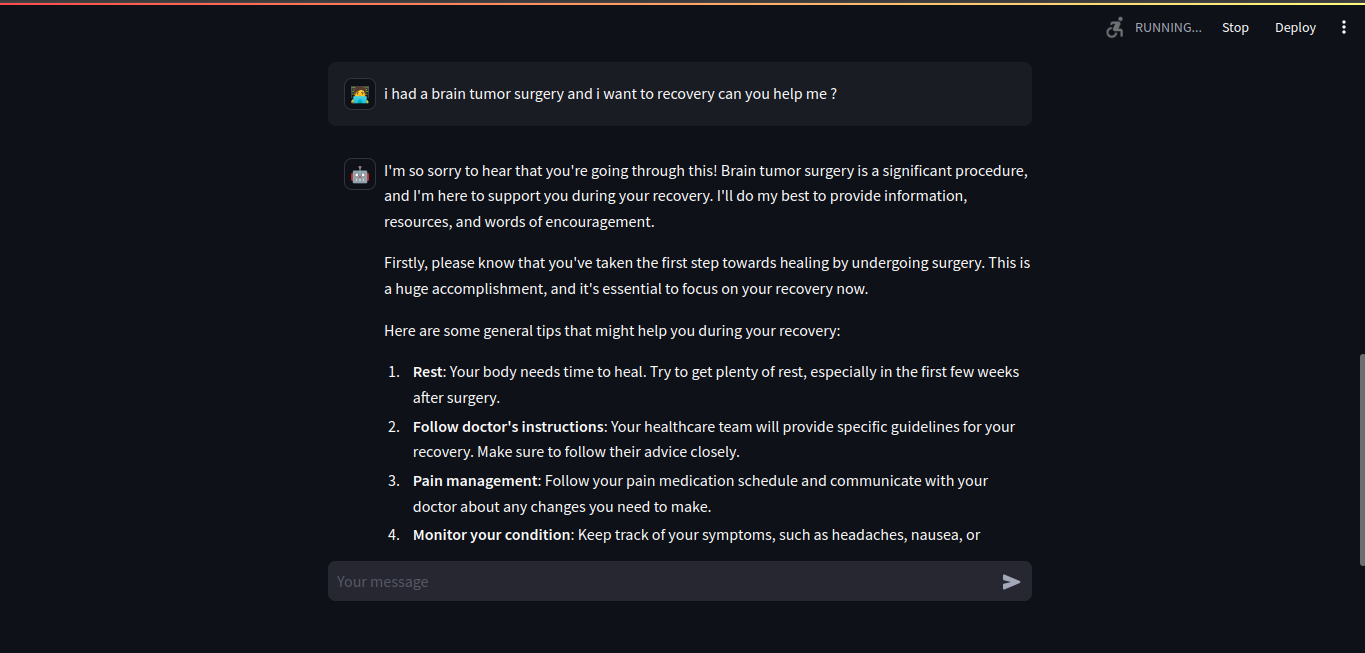 RUNNING... Stop Deploy
i had a brain tumor surgery and i want to recovery can you help me ?
I'm so sorry to hear that you're going through this! Brain tumor surgery is a significant procedure,
and I'm here to support you during your recovery. I'll do my best to provide information,
resources, and words of encouragement.
Firstly, please know that you've taken the first step towards healing by undergoing surgery. This is
a huge accomplishment, and it's essential to focus on your recovery now.
Here are some general tips that might help you during your recovery:
1. Rest: Your body needs time to heal. Try to get plenty of rest, especially in the first few weeks
after surgery.
2. Follow doctor's instructions: Your healthcare team will provide specific guidelines for your
recovery. Make sure to follow their advice closely.
3. Pain management: Follow your pain medication schedule and communicate with your
doctor about any changes you need to make.
4. Monitor your condition: Keep track of your symptoms, such as headaches, nausea, or
Your message